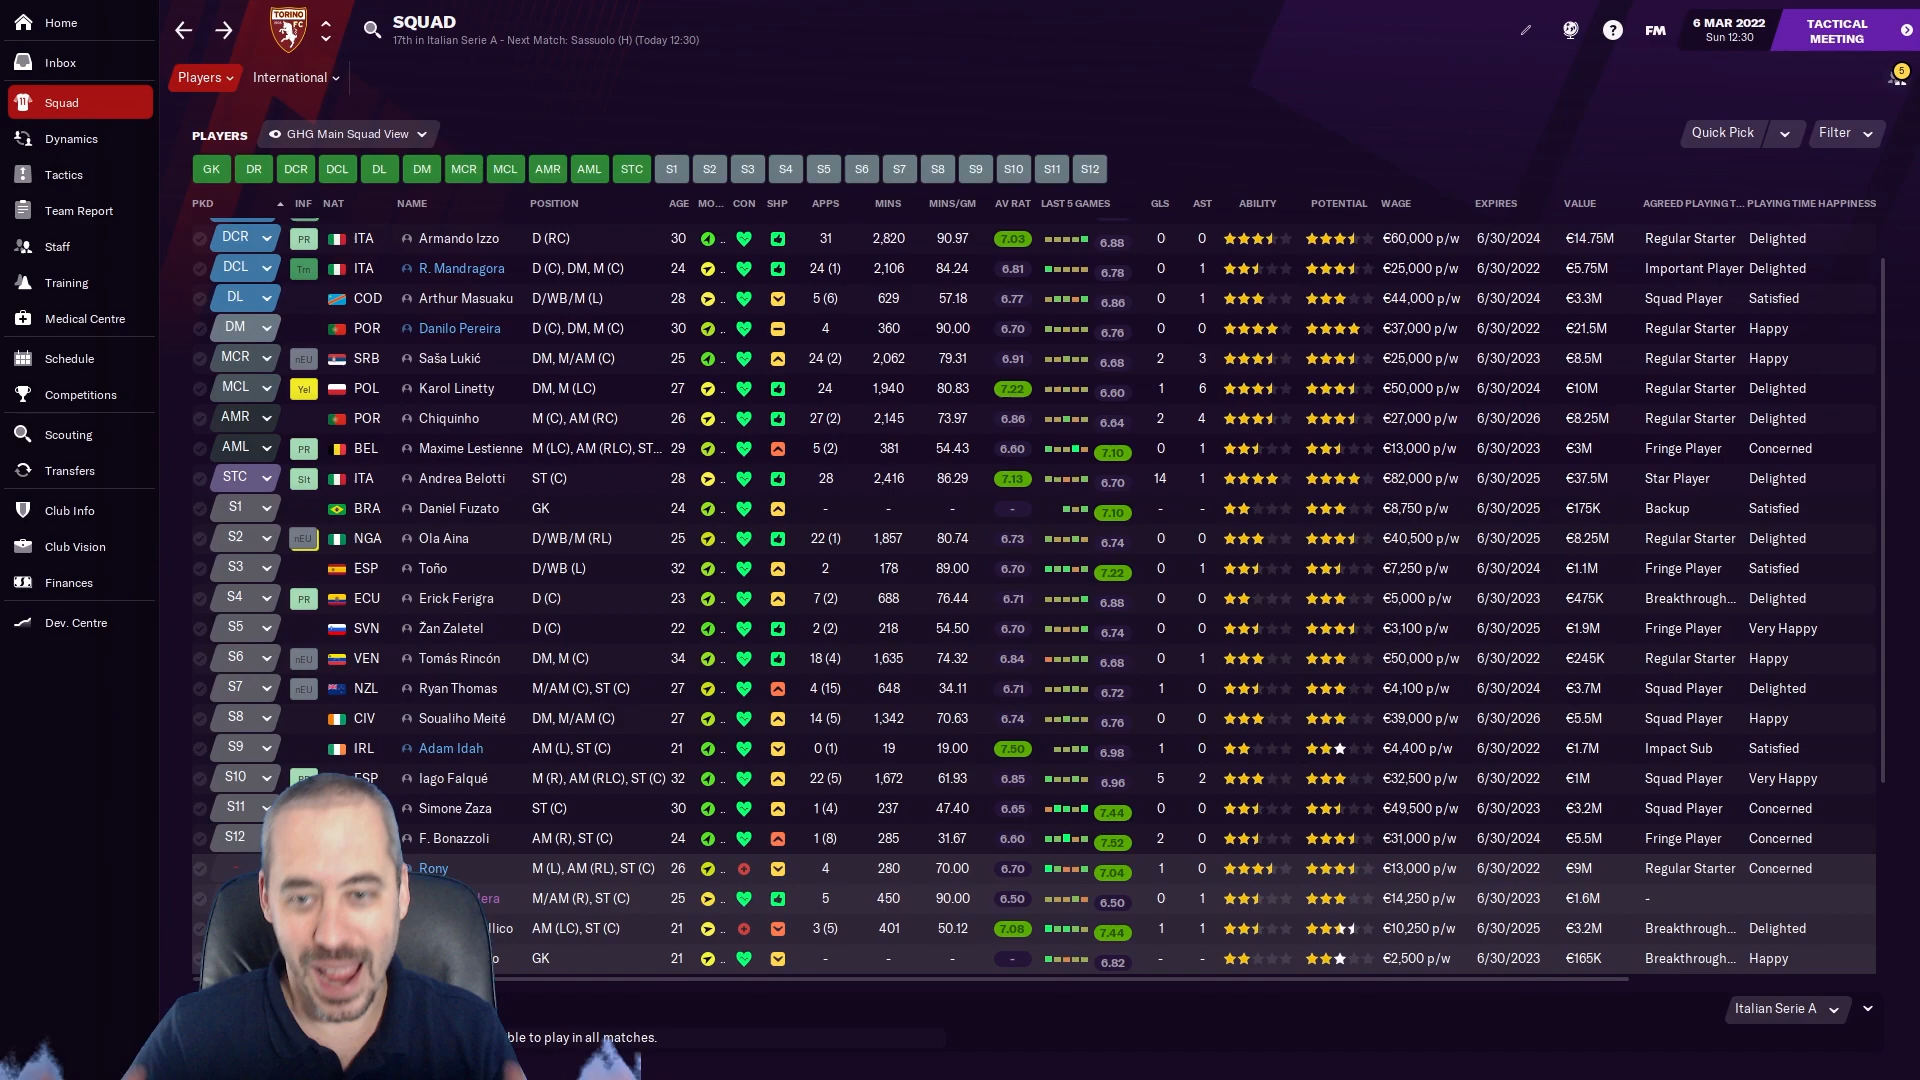 Home
Inbox
Squad
Dynamics
Tactics
Team Report
Staff
Training
Medical Centre
Schedule
Competitions
Scouting
Transfers
Club Info
Club Vision
Finances
Dev. Centre
TORINO FC
SQUAD
17th in Italian Serie A - Next Match: Sassuolo (H) (Today 12:30)
FM
6 MAR 2022
Sun 12:30
TACTICAL MEETING
5
Players
International
PLAYERS
GHG Main Squad View
Quick Pick
Filter
GK DR DCR DCL DL DM MCR MCL AMR AML STC S1 S2 S3 S4 S5 S6 S7 S8 S9 S10 S11 S12
PKD INF NAT NAME POSITION AGE MO... CON SHP APPS MINS MINS/GM AV RAT LAST 5 GAMES GLS AST ABILITY POTENTIAL WAGE EXPIRES VALUE AGREED PLAYING T... PLAYING TIME HAPPINESS
DCR PR ITA Armando Izzo D (RC) 30 .. 31 2,820 90.97 7.03 6.88 0 0 €60,000 p/w 6/30/2024 €14.75M Regular Starter Delighted
DCL Trn ITA R. Mandragora D (C), DM, M (C) 24 .. 24 (1) 2,106 84.24 6.81 6.78 0 1 €25,000 p/w 6/30/2024 €5.75M Important Player Delighted
DL COD Arthur Masuaku D/WB/M (L) 28 .. 5 (6) 629 57.18 6.77 6.86 0 1 €44,000 p/w 6/30/2024 €3.3M Squad Player Satisfied
DM POR Danilo Pereira D (C), DM, M (C) 30 .. 4 360 90.00 6.70 6.76 0 0 €37,000 p/w 6/30/2022 €21.5M Regular Starter Happy
MCR nEU SRB Saša Lukić DM, M/AM (C) 25 .. 24 (2) 2,062 79.31 6.91 6.68 2 3 €25,000 p/w 6/30/2023 €8.5M Regular Starter Happy
MCL Yel POL Karol Linetty DM, M (LC) 27 .. 24 1,940 80.83 7.22 6.60 1 6 €50,000 p/w 6/30/2024 €10M Regular Starter Delighted
AMR POR Chiquinho M (C), AM (RC) 26 .. 27 (2) 2,145 73.97 6.86 6.64 2 4 €27,000 p/w 6/30/2026 €8.25M Regular Starter Delighted
AML PR BEL Maxime Lestienne M (LC), AM (RLC), ST... 29 .. 5 (2) 381 54.43 6.60 7.10 0 1 €13,000 p/w 6/30/2024 €3M Fringe Player Concerned
STC Slt ITA Andrea Belotti ST (C) 28 .. 28 2,416 86.29 7.13 6.70 14 1 €82,000 p/w 6/30/2025 €37.5M Star Player Delighted
S1 BRA Daniel Fuzato GK 24 .. - - - - 7.10 - - €8,750 p/w 6/30/2025 €175K Backup Satisfied
S2 nEU NGA Ola Aina D/WB/M (RL) 25 .. 22 (1) 1,857 80.74 6.73 6.74 0 0 €40,500 p/w 6/30/2025 €8.25M Regular Starter Delighted
S3 ESP Toño D/WB (L) 32 .. 2 178 89.00 6.70 7.22 0 1 €7,250 p/w 6/30/2024 €1.1M Fringe Player Satisfied
S4 PR ECU Erick Ferigra D (C) 23 .. 7 (2) 688 76.44 6.71 6.88 0 0 €5,000 p/w 6/30/2023 €475K Breakthrough... Delighted
S5 SVN Žan Zaletel D (C) 22 .. 2 (2) 218 54.50 6.70 6.74 0 0 €3,100 p/w 6/30/2025 €1.9M Fringe Player Very Happy
S6 nEU VEN Tomás Rincón DM, M (C) 34 .. 18 (4) 1,635 74.32 6.84 6.68 0 1 €50,000 p/w 6/30/2022 €245K Regular Starter Happy
S7 nEU NZL Ryan Thomas M/AM (C), ST (C) 27 .. 4 (15) 648 34.11 6.71 6.72 1 0 €4,100 p/w 6/30/2024 €3.7M Squad Player Delighted
S8 CIV Soualiho Meité DM, M/AM (C) 27 .. 14 (5) 1,342 70.63 6.74 6.76 0 0 €39,000 p/w 6/30/2026 €5.5M Squad Player Happy
S9 IRL Adam Idah AM (L), ST (C) 21 .. 0 (1) 19 19.00 7.50 6.98 1 0 €4,400 p/w 6/30/2022 €1.7M Impact Sub Satisfied
S10 ESP Iago Falqué M (R), AM (RLC), ST (C) 32 .. 22 (5) 1,672 61.93 6.85 6.96 5 2 €32,500 p/w 6/30/2022 €1M Squad Player Very Happy
S11 Simone Zaza ST (C) 30 .. 1 (4) 237 47.40 6.65 7.44 0 0 €49,500 p/w 6/30/2023 €3.2M Squad Player Concerned
S12 F. Bonazzoli AM (R), ST (C) 24 .. 1 (8) 285 31.67 6.60 7.52 2 0 €31,000 p/w 6/30/2024 €5.5M Fringe Player Concerned
- Rony M (L), AM (RL), ST (C) 26 .. 4 280 70.00 6.70 7.04 1 0 €13,000 p/w 6/30/2022 €9M Regular Starter Concerned
era M/AM (R), ST (C) 25 .. 5 450 90.00 6.50 6.50 0 1 €14,250 p/w 6/30/2023 €1.6M -
llico AM (LC), ST (C) 21 .. 3 (5) 401 50.12 7.08 7.44 1 1 €10,250 p/w 6/30/2025 €3.2M Breakthrough... Delighted
o GK 21 .. - - - - 6.82 - - €2,500 p/w 6/30/2023 €165K Breakthrough... Happy
Italian Serie A
ble to play in all matches.